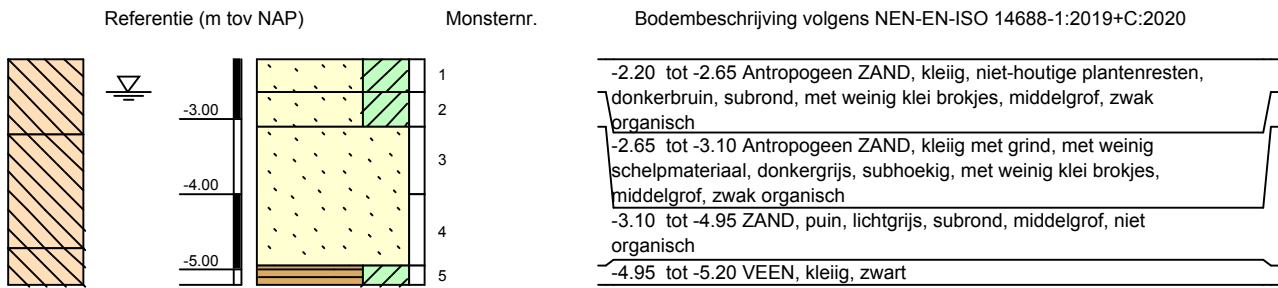 Referentie (m tov NAP)
Monsternr.
Bodembeschrijving volgens NEN-EN-ISO 14688-1:2019+C:2020
-3.00
-4.00
-5.00
1
2
3
4
5
-2.20 tot -2.65 Antropogeen ZAND, kleiig, niet-houtige plantenresten,
donkerbruin, subrond, met weinig klei brokjes, middelgrof, zwak
organisch
-2.65 tot -3.10 Antropogeen ZAND, kleiig met grind, met weinig
schelpmateriaal, donkergrijs, subhoekig, met weinig klei brokjes,
middelgrof, zwak organisch
-3.10 tot -4.95 ZAND, puin, lichtgrijs, subrond, middelgrof, niet
organisch
-4.95 tot -5.20 VEEN, kleiig, zwart